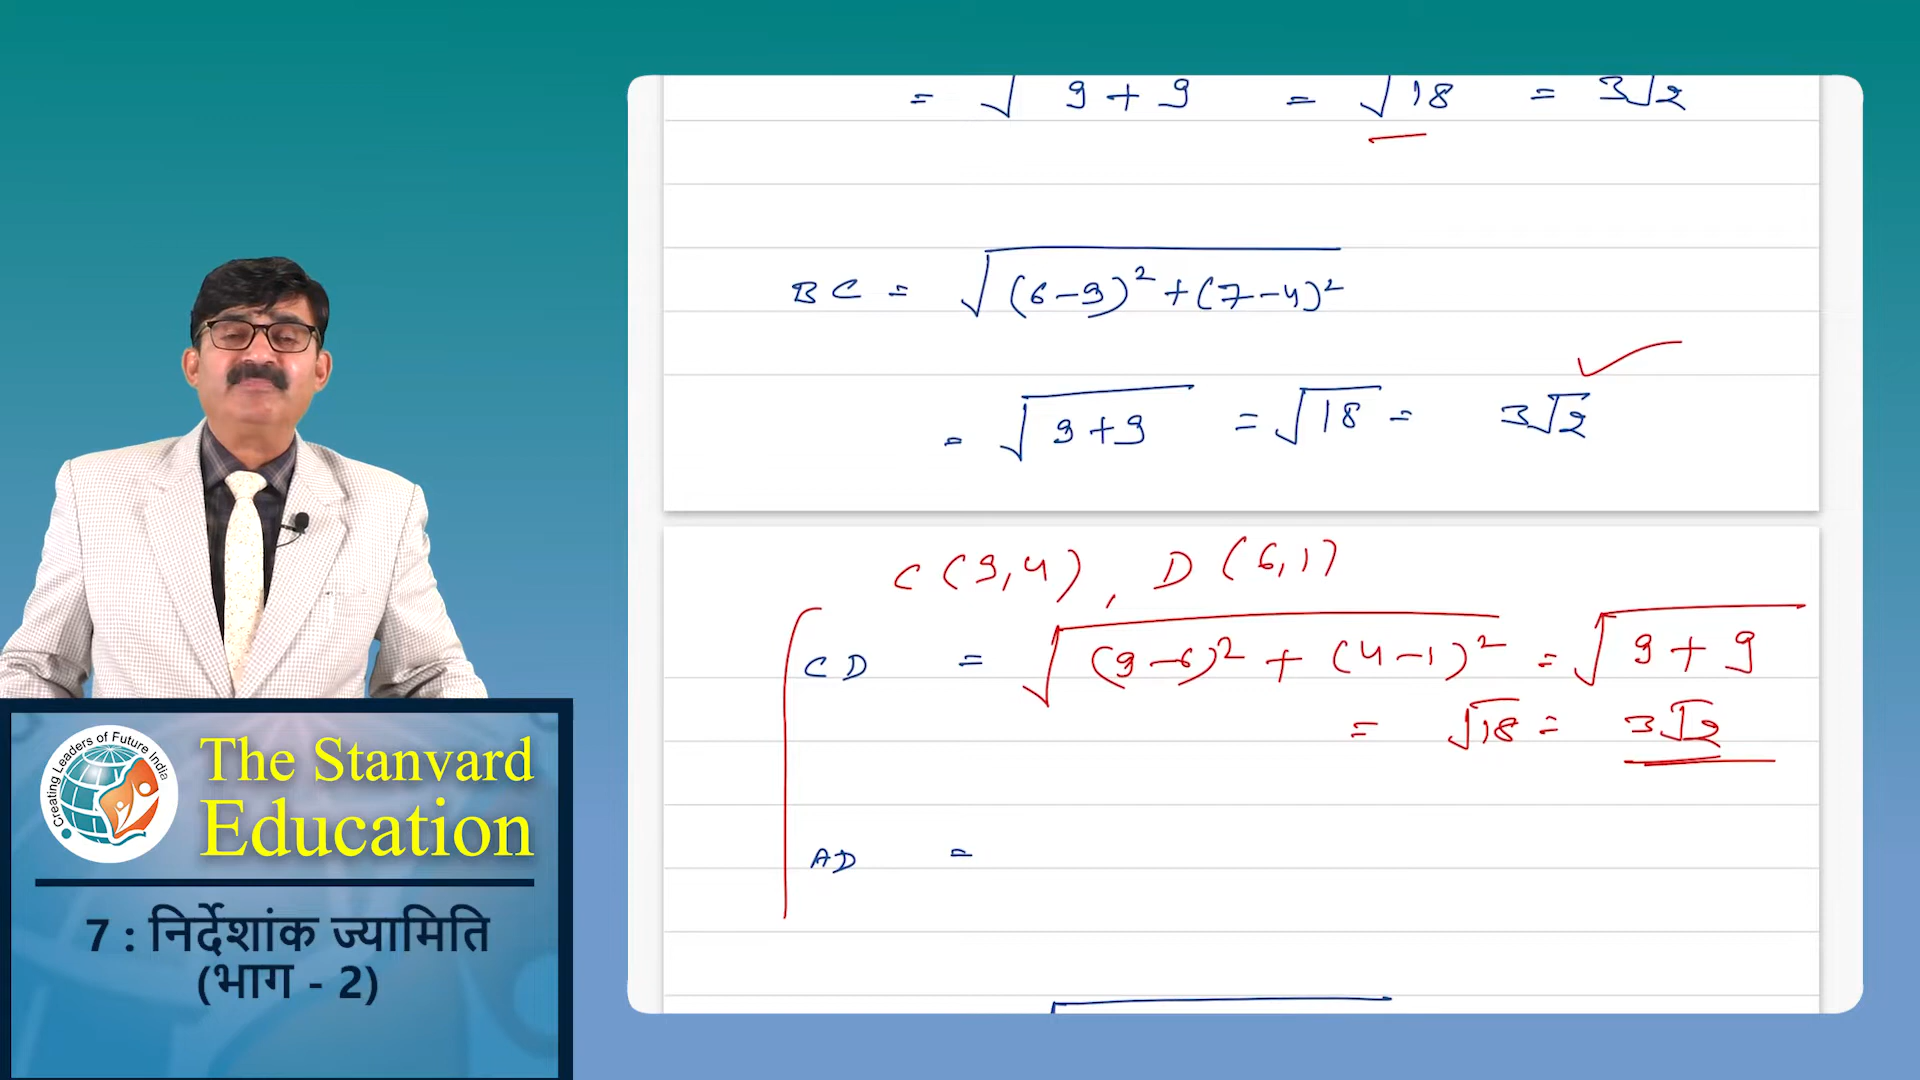 = √ 9 + 9 = √18 = 3√2
BC = √(6-9)² + (7-4)²
= √9+9 = √18 = 3√2
C (9,4) , D (6,1)
CD = √(9-6)² + (4-1)² = √9 + 9
= √18 = 3√2
AD =
Creating Leaders of Future India
The Stanvard
Education
7 : निर्देशांक ज्यामिति
(भाग - 2)